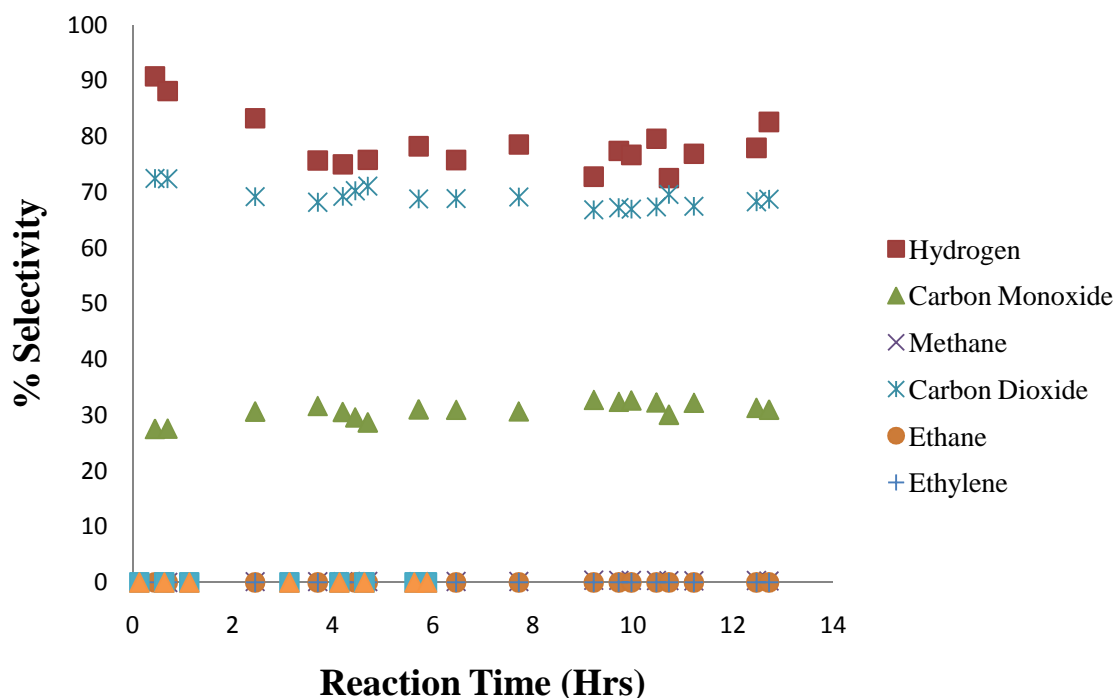 100
90
80
70
60
50
40
30
20
10
0
% Selectivity
0 2 4 6 8 10 12 14
Reaction Time (Hrs)
Hydrogen
Carbon Monoxide
Methane
Carbon Dioxide
Ethane
Ethylene